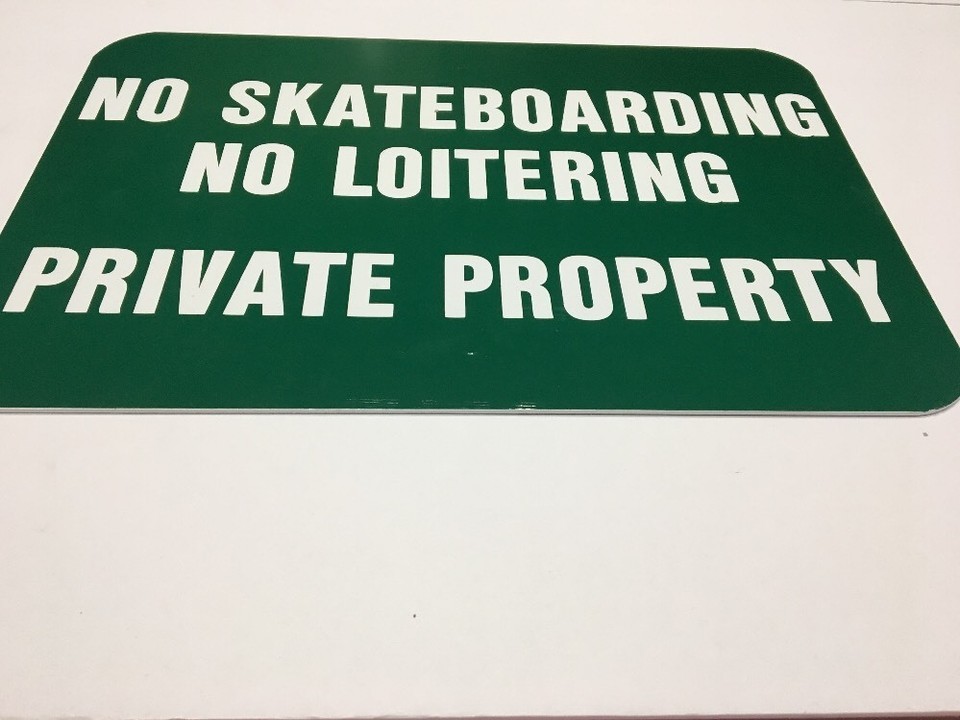 NO SKATEBOARDING
NO LOITERING
PRIVATE PROPERTY